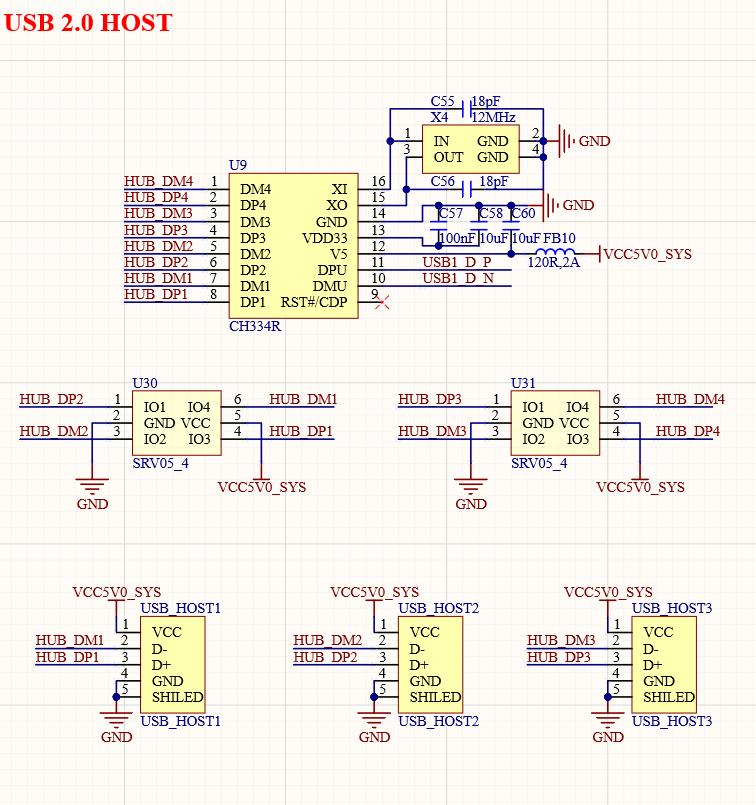 USB 2.0 HOST
C55 18pF
X4 12MHz
1 IN GND 2 GND
3 OUT GND 4
U9
C56 18pF
HUB_DM4 1 DM4 XI 16
HUB_DP4 2 DP4 XO 15 GND
HUB_DM3 3 DM3 GND 14 C57 C58 C60
HUB_DP3 4 DP3 VDD33 13 100nF 10uF 10uF FB10
HUB_DM2 5 DM2 V5 12 VCC5V0_SYS
HUB_DP2 6 DP2 DPU 11 USB1_D_P 120R,2A
HUB_DM1 7 DM1 DMU 10 USB1_D_N
HUB_DP1 8 DP1 RST#/CDP 9
CH334R
U30 U31
HUB_DP2 1 IO1 IO4 6 HUB_DM1 HUB_DP3 1 IO1 IO4 6 HUB_DM4
2 GND VCC 5 2 GND VCC 5
HUB_DM2 3 IO2 IO3 4 HUB_DP1 HUB_DM3 3 IO2 IO3 4 HUB_DP4
SRV05_4 SRV05_4
VCC5V0_SYS VCC5V0_SYS
GND GND
VCC5V0_SYS VCC5V0_SYS VCC5V0_SYS
USB_HOST1 USB_HOST2 USB_HOST3
1 VCC 1 VCC 1 VCC
HUB_DM1 2 D- HUB_DM2 2 D- HUB_DM3 2 D-
HUB_DP1 3 D+ HUB_DP2 3 D+ HUB_DP3 3 D+
4 GND 4 GND 4 GND
5 SHILED 5 SHILED 5 SHILED
USB_HOST1 USB_HOST2 USB_HOST3
GND GND GND